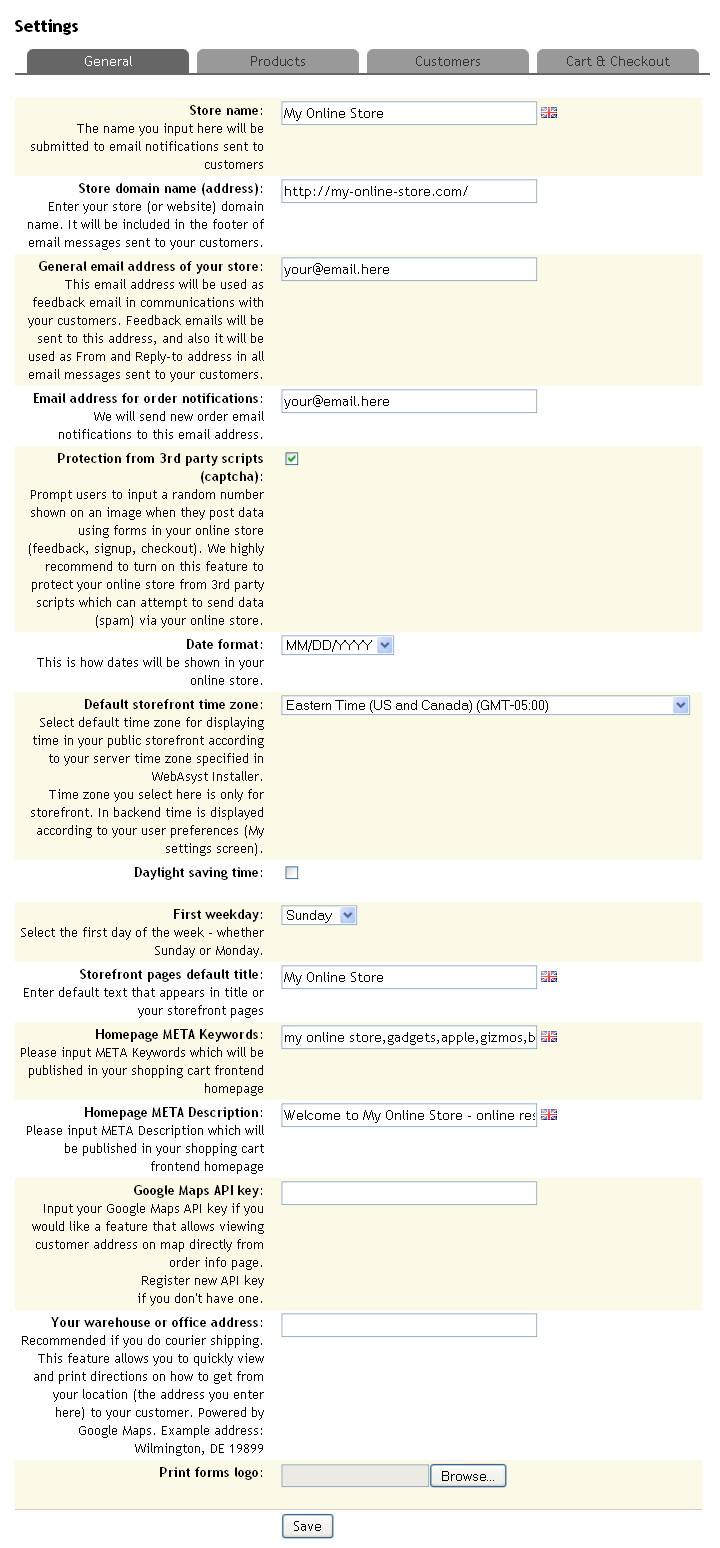 Settings
General
Products
Customers
Cart & Checkout
Store name:
My Online Store
The name you input here will be
submitted to email notifications sent to
customers
Store domain name (address):
http://my-online-store.com/
Enter your store (or website) domain
name. It will be included in the footer of
email messages sent to your customers.
General email address of your store:
your@email.here
This email address will be used as
feedback email in communications with
your customers. Feedback emails will be
sent to this address, and also it will be
used as From and Reply-to address in all
email messages sent to your customers.
Email address for order notifications:
your@email.here
We will send new order email
notifications to this email address.
Protection from 3rd party scripts
(captcha):
Prompt users to input a random number
shown on an image when they post data
using forms in your online store
(feedback, signup, checkout). We highly
recommend to turn on this feature to
protect your online store from 3rd party
scripts which can attempt to send data
(spam) via your online store.
Date format:
MM/DD/YYYY
This is how dates will be shown in your
online store.
Default storefront time zone:
Eastern Time (US and Canada) (GMT-05:00)
Select default time zone for displaying
time in your public storefront according
to your server time zone specified in
WebAsyst Installer.
Time zone you select here is only for
storefront. In backend time is displayed
according to your user preferences (My
settings screen).
Daylight saving time:
First weekday:
Sunday
Select the first day of the week - whether
Sunday or Monday.
Storefront pages default title:
My Online Store
Enter default text that appears in title or
your storefront pages
Homepage META Keywords:
my online store,gadgets,apple,gizmos,b
Please input META Keywords which will be
published in your shopping cart frontend
homepage
Homepage META Description:
Welcome to My Online Store - online res
Please input META Description which will
be published in your shopping cart
frontend homepage
Google Maps API key:
Input your Google Maps API key if you
would like a feature that allows viewing
customer address on map directly from
order info page.
Register new API key
if you don't have one.
Your warehouse or office address:
Recommended if you do courier shipping.
This feature allows you to quickly view
and print directions on how to get from
your location (the address you enter
here) to your customer. Powered by
Google Maps. Example address:
Wilmington, DE 19899
Print forms logo:
Browse...
Save